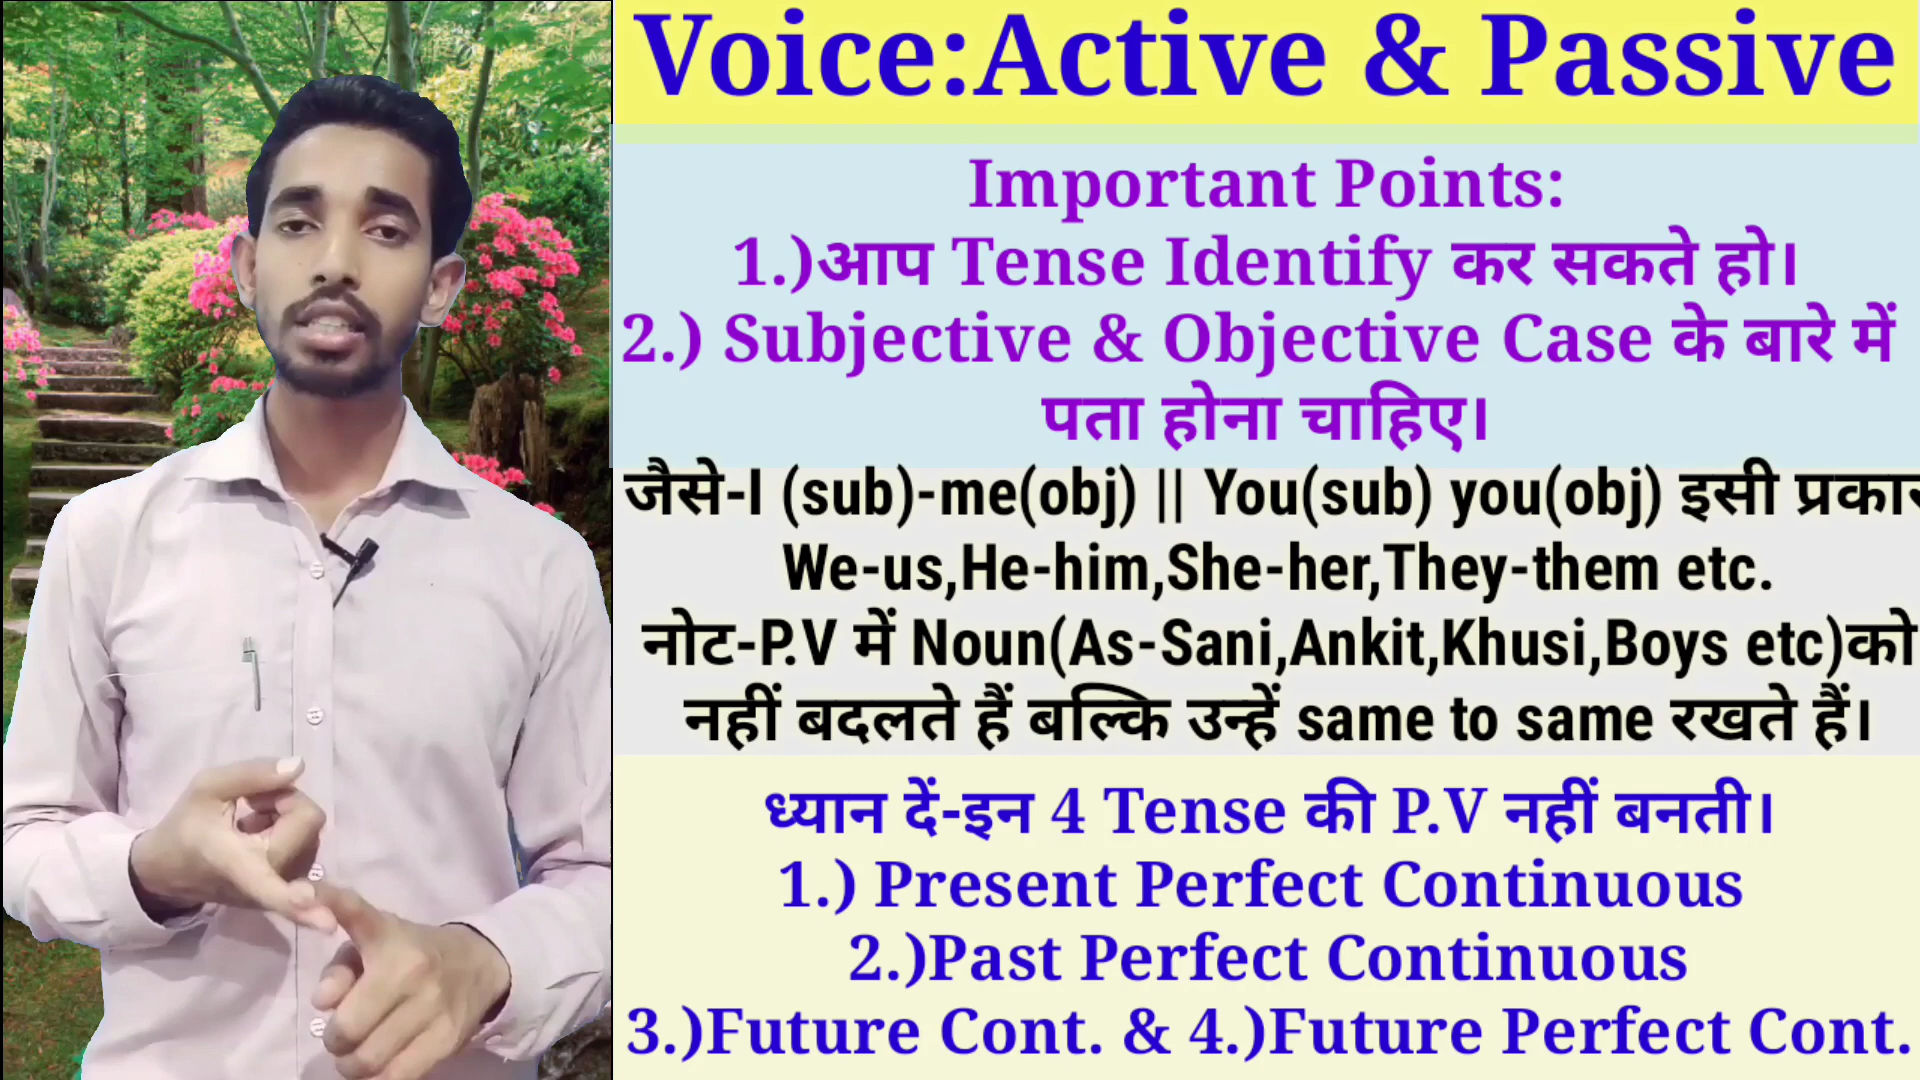 Voice:Active & Passive
Important Points:
1.)आप Tense Identify कर सकते हो।
2.) Subjective & Objective Case के बारे में
पता होना चाहिए।
जैसे-I (sub)-me(obj) || You(sub) you(obj) इसी प्रकार
We-us,He-him,She-her,They-them etc.
नोट-P.V में Noun(As-Sani,Ankit,Khusi,Boys etc)को
नहीं बदलते हैं बल्कि उन्हें same to same रखते हैं।
ध्यान दें-इन 4 Tense की P.V नहीं बनती।
1.) Present Perfect Continuous
2.)Past Perfect Continuous
3.)Future Cont. & 4.)Future Perfect Cont.